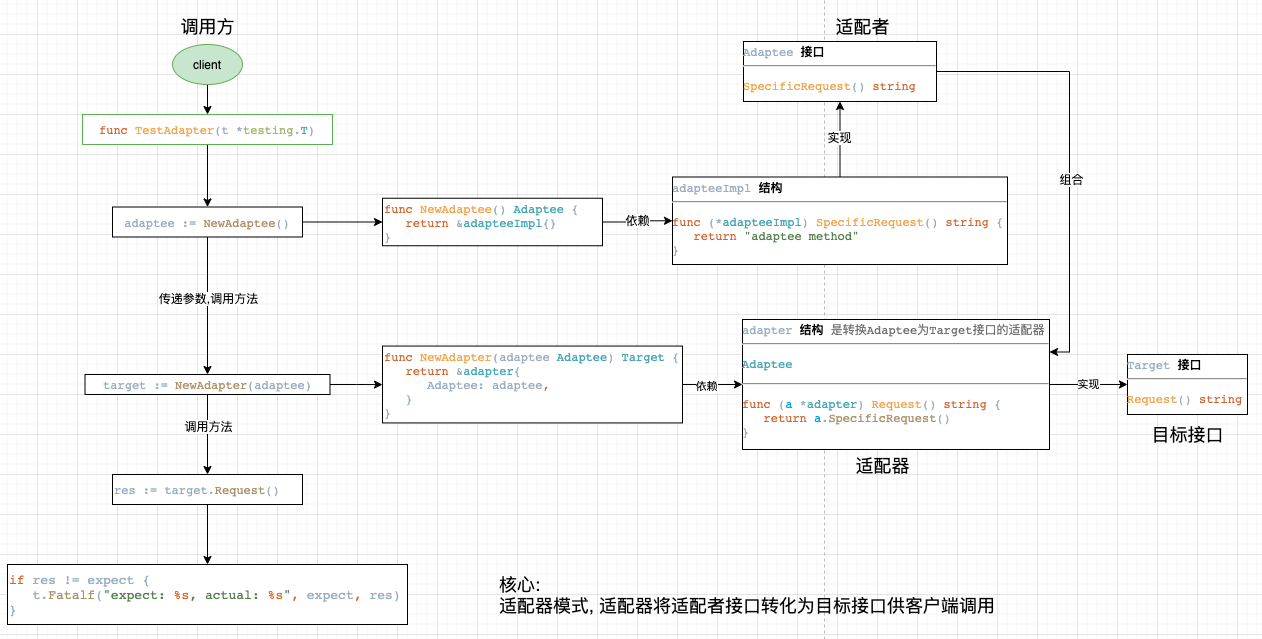 调用方
client
func TestAdapter(t *testing.T)
adaptee := NewAdaptee()
传递参数,调用方法
target := NewAdapter(adaptee)
调用方法
res := target.Request()
if res != expect {
t.Fatalf("expect: %s, actual: %s", expect, res)
}
func NewAdaptee() Adaptee {
return &adapteeImpl{}
}
依赖
func NewAdapter(adaptee Adaptee) Target {
return &adapter{
Adaptee: adaptee,
}
}
依赖
适配者
Adaptee 接口
SpecificRequest() string
实现
adapteeImpl 结构
func (*adapteeImpl) SpecificRequest() string {
return "adaptee method"
}
组合
adapter 结构 是转换Adaptee为Target接口的适配器
Adaptee
func (a *adapter) Request() string {
return a.SpecificRequest()
}
适配器
实现
Target 接口
Request() string
目标接口
核心:
适配器模式, 适配器将适配者接口转化为目标接口供客户端调用